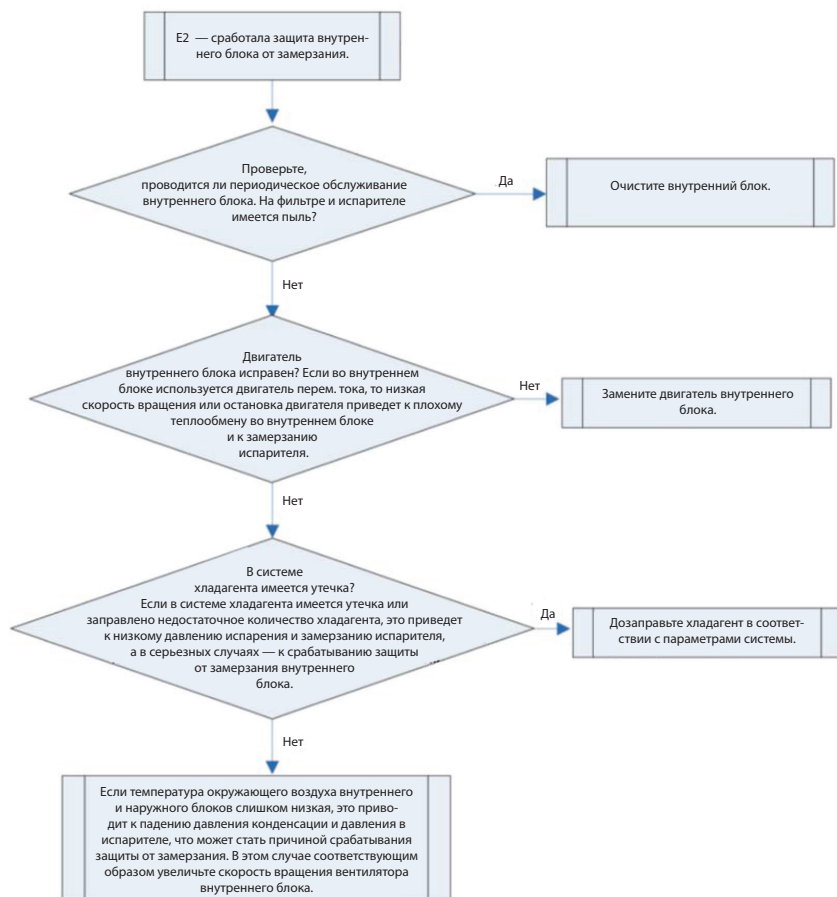 E2 — сработала защита внутрен-
него блока от замерзания.
Проверьте,
проводится ли периодическое обслуживание
внутреннего блока. На фильтре и испарителе
имеется пыль?
Да
Очистите внутренний блок.
Нет
Двигатель
внутреннего блока исправен? Если во внутреннем
блоке используется двигатель перем. тока, то низкая
скорость вращения или остановка двигателя приведет к плохому
теплообмену во внутреннем блоке
и к замерзанию
испарителя.
Нет
Замените двигатель внутреннего
блока.
Нет
В системе
хладагента имеется утечка?
Если в системе хладагента имеется утечка или
заправлено недостаточное количество хладагента, это приведет
к низкому давлению испарения и замерзанию испарителя,
а в серьезных случаях — к срабатыванию защиты
от замерзания внутреннего
блока.
Да
Дозаправьте хладагент в соответ-
ствии с параметрами системы.
Нет
Если температура окружающего воздуха внутреннего
и наружного блоков слишком низкая, это приво-
дит к падению давления конденсации и давления в
испарителе, что может стать причиной срабатывания
защиты от замерзания. В этом случае соответствующим
образом увеличьте скорость вращения вентилятора
внутреннего блока.